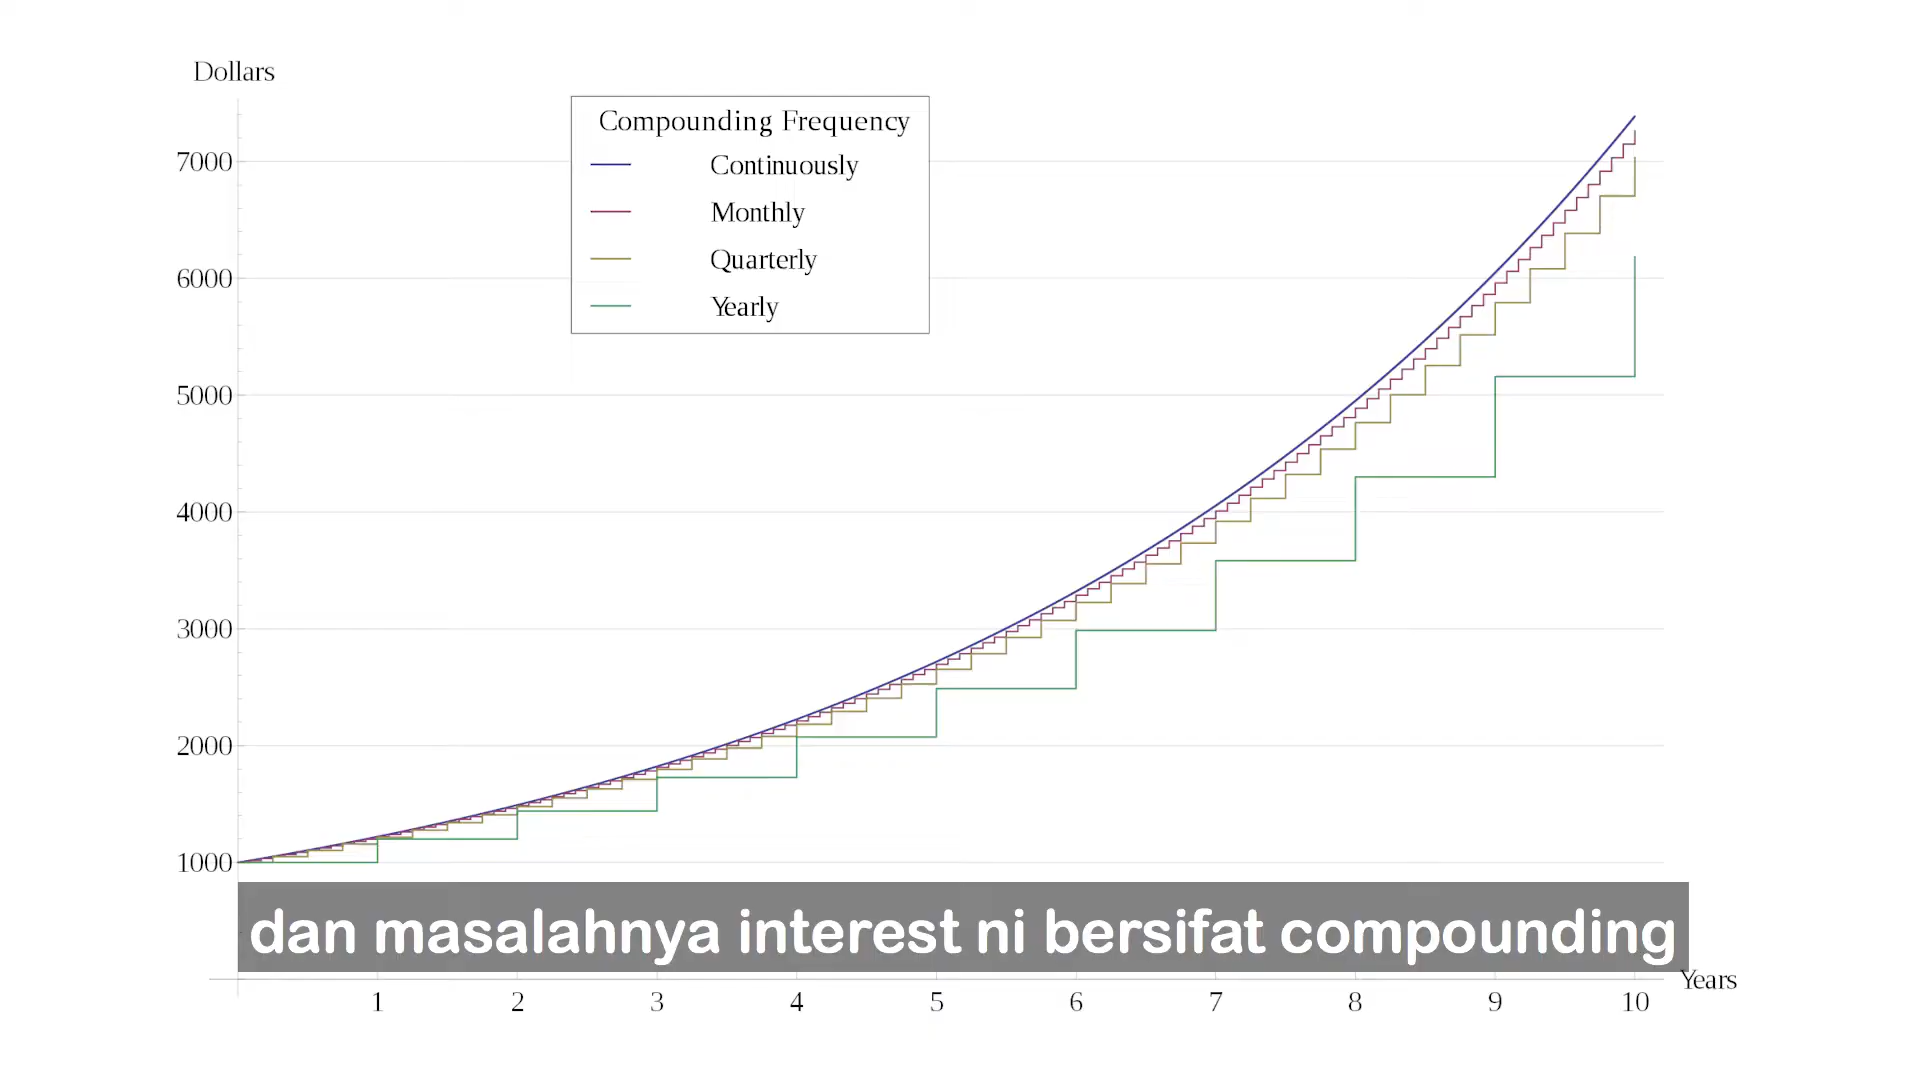 Dollars
Compounding Frequency
Continuously
Monthly
Quarterly
Yearly
7000
6000
5000
4000
3000
2000
1000
dan masalahnya interest ni bersifat compounding
Years
1 2 3 4 5 6 7 8 9 10